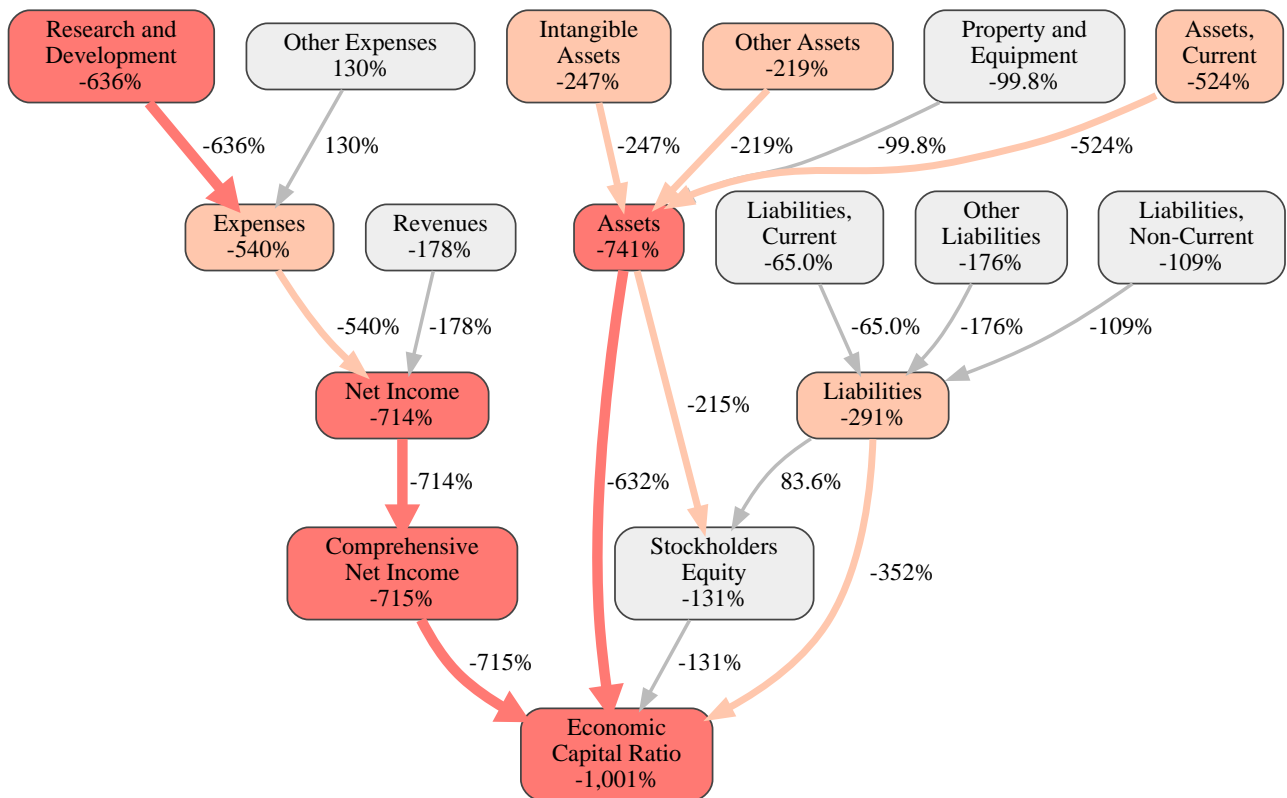 Research and
Development
-636%
Other Expenses
130%
Intangible
Assets
-247%
Other Assets
-219%
Property and
Equipment
-99.8%
Assets,
Current
-524%
-636%
130%
-247%
-219%
-99.8%
-524%
Expenses
-540%
Revenues
-178%
Assets
-741%
Liabilities,
Current
-65.0%
Other
Liabilities
-176%
Liabilities,
Non-Current
-109%
-540%
-178%
-65.0%
-176%
-109%
Net Income
-714%
-215%
Liabilities
-291%
-714%
-632%
83.6%
Comprehensive
Net Income
-715%
Stockholders
Equity
-131%
-352%
-715%
-131%
Economic
Capital Ratio
-1,001%